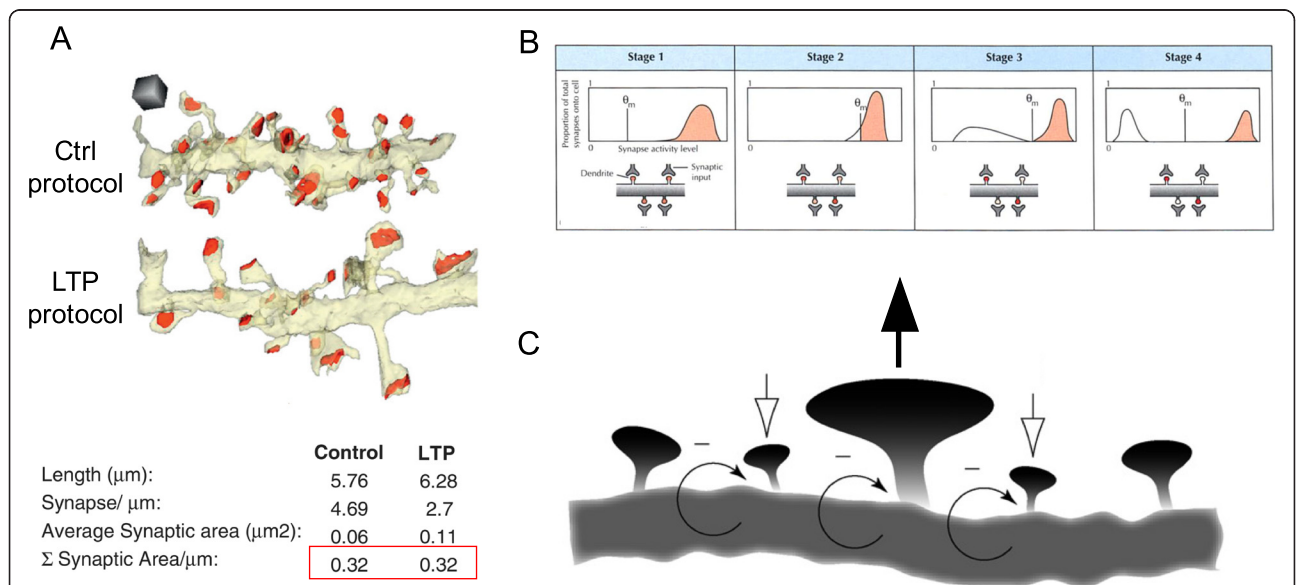 A
Ctrl
protocol
LTP
protocol
Control LTP
Length (μm): 5.76 6.28
Synapse/ μm: 4.69 2.7
Average Synaptic area (μm2): 0.06 0.11
Σ Synaptic Area/μm: 0.32 0.32
B
Stage 1 Stage 2 Stage 3 Stage 4
Proportion of total
synapses onto cell
1 1 1 1
θm θm θm θm
0 0 0 0
Synapse activity level
Dendrite
Synaptic
input
C
− − −